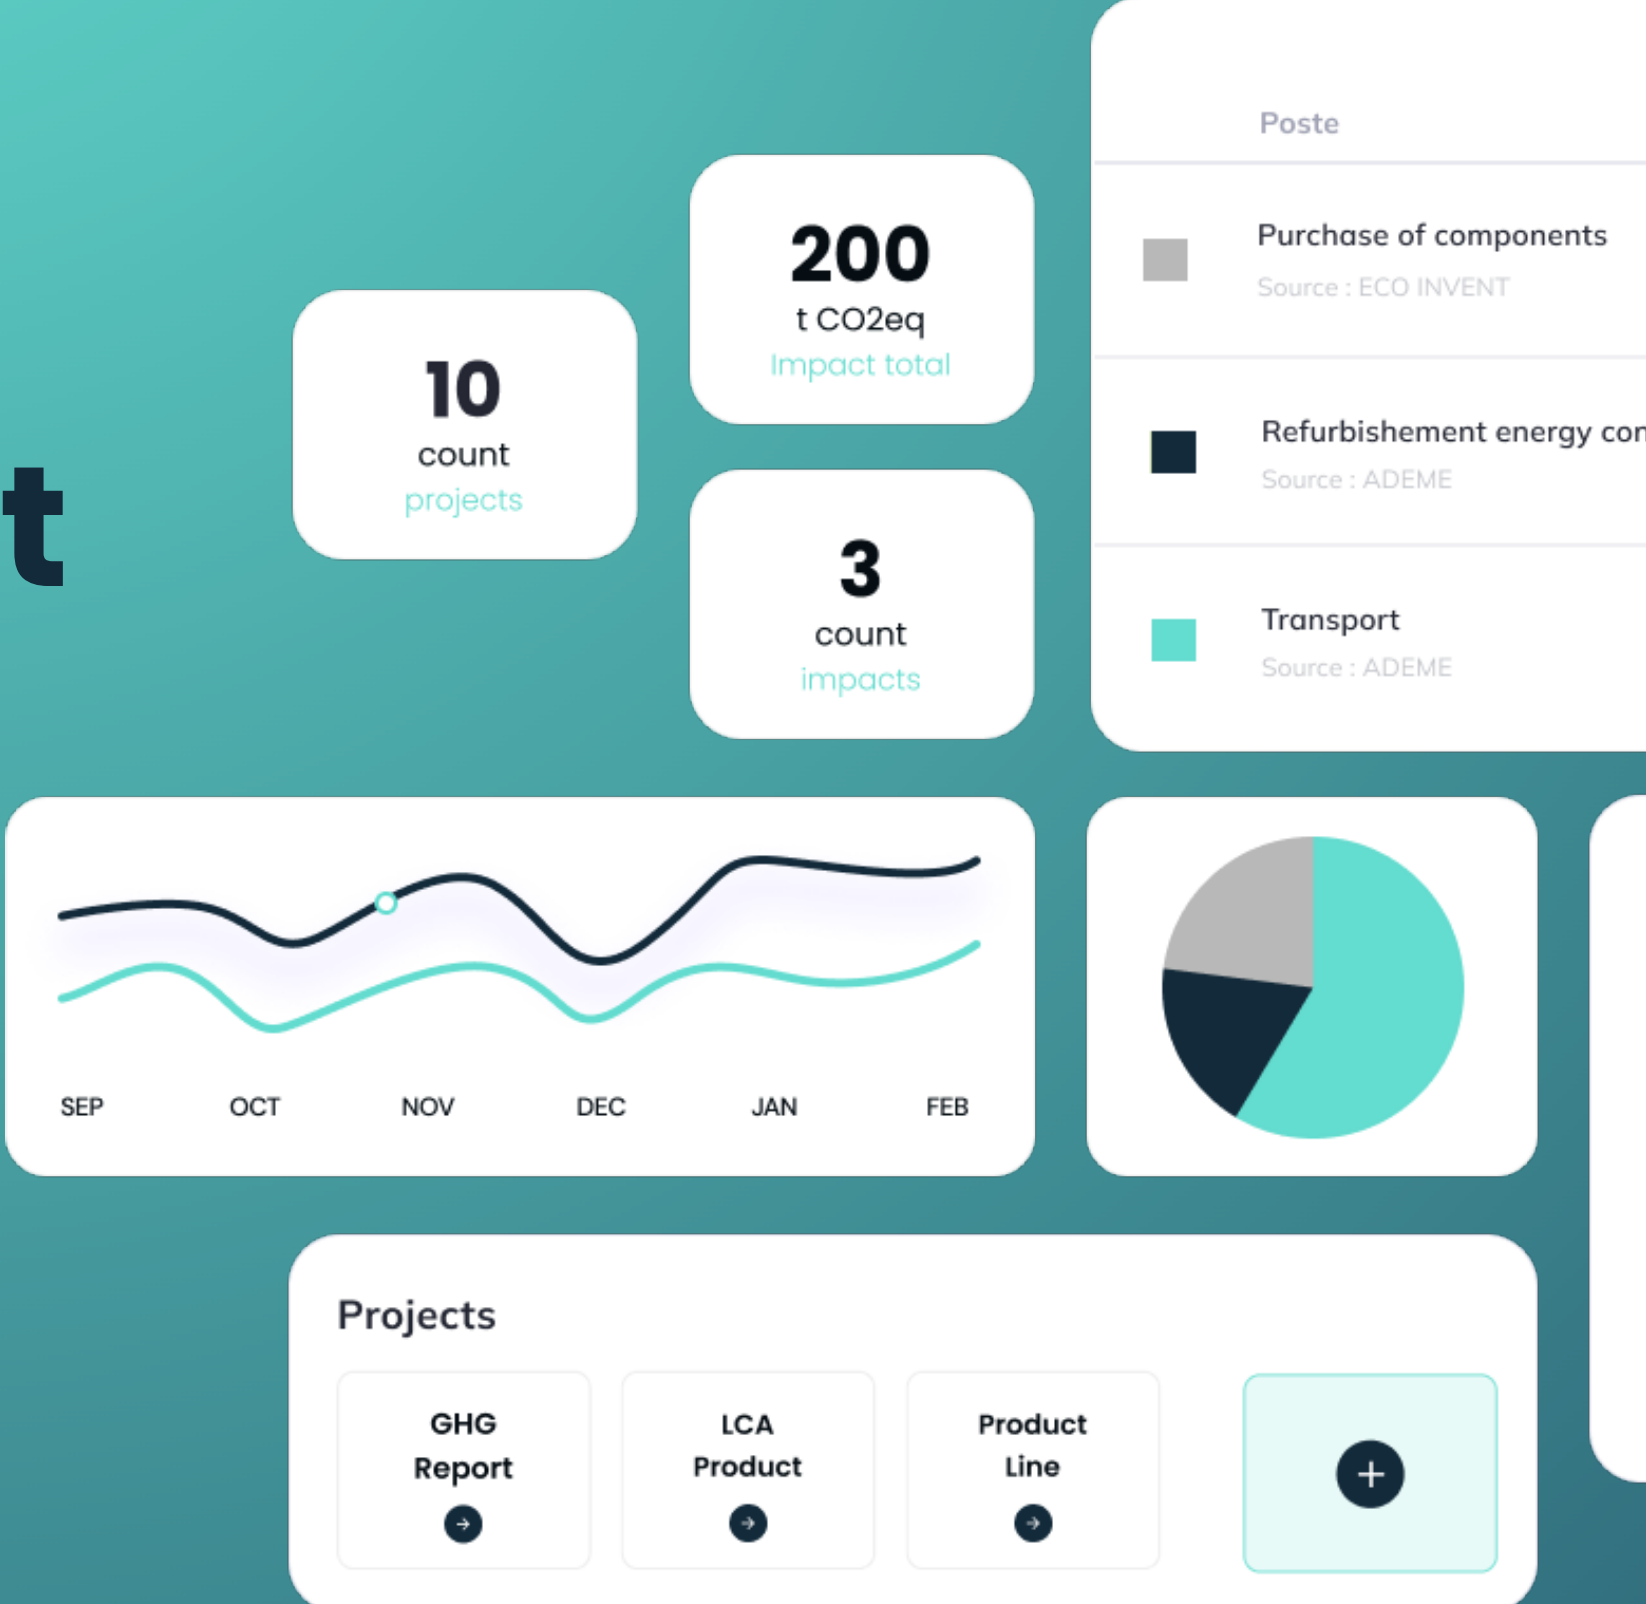 t
10
count
projects
200
t CO2eq
Impact total
3
count
impacts
Poste
Purchase of components
Source : ECO INVENT
Refurbishement energy
Source : ADEME
Transport
Source : ADEME
SEP OCT NOV DEC JAN FEB
Projects
GHG
Report
LCA
Product
Product
Line